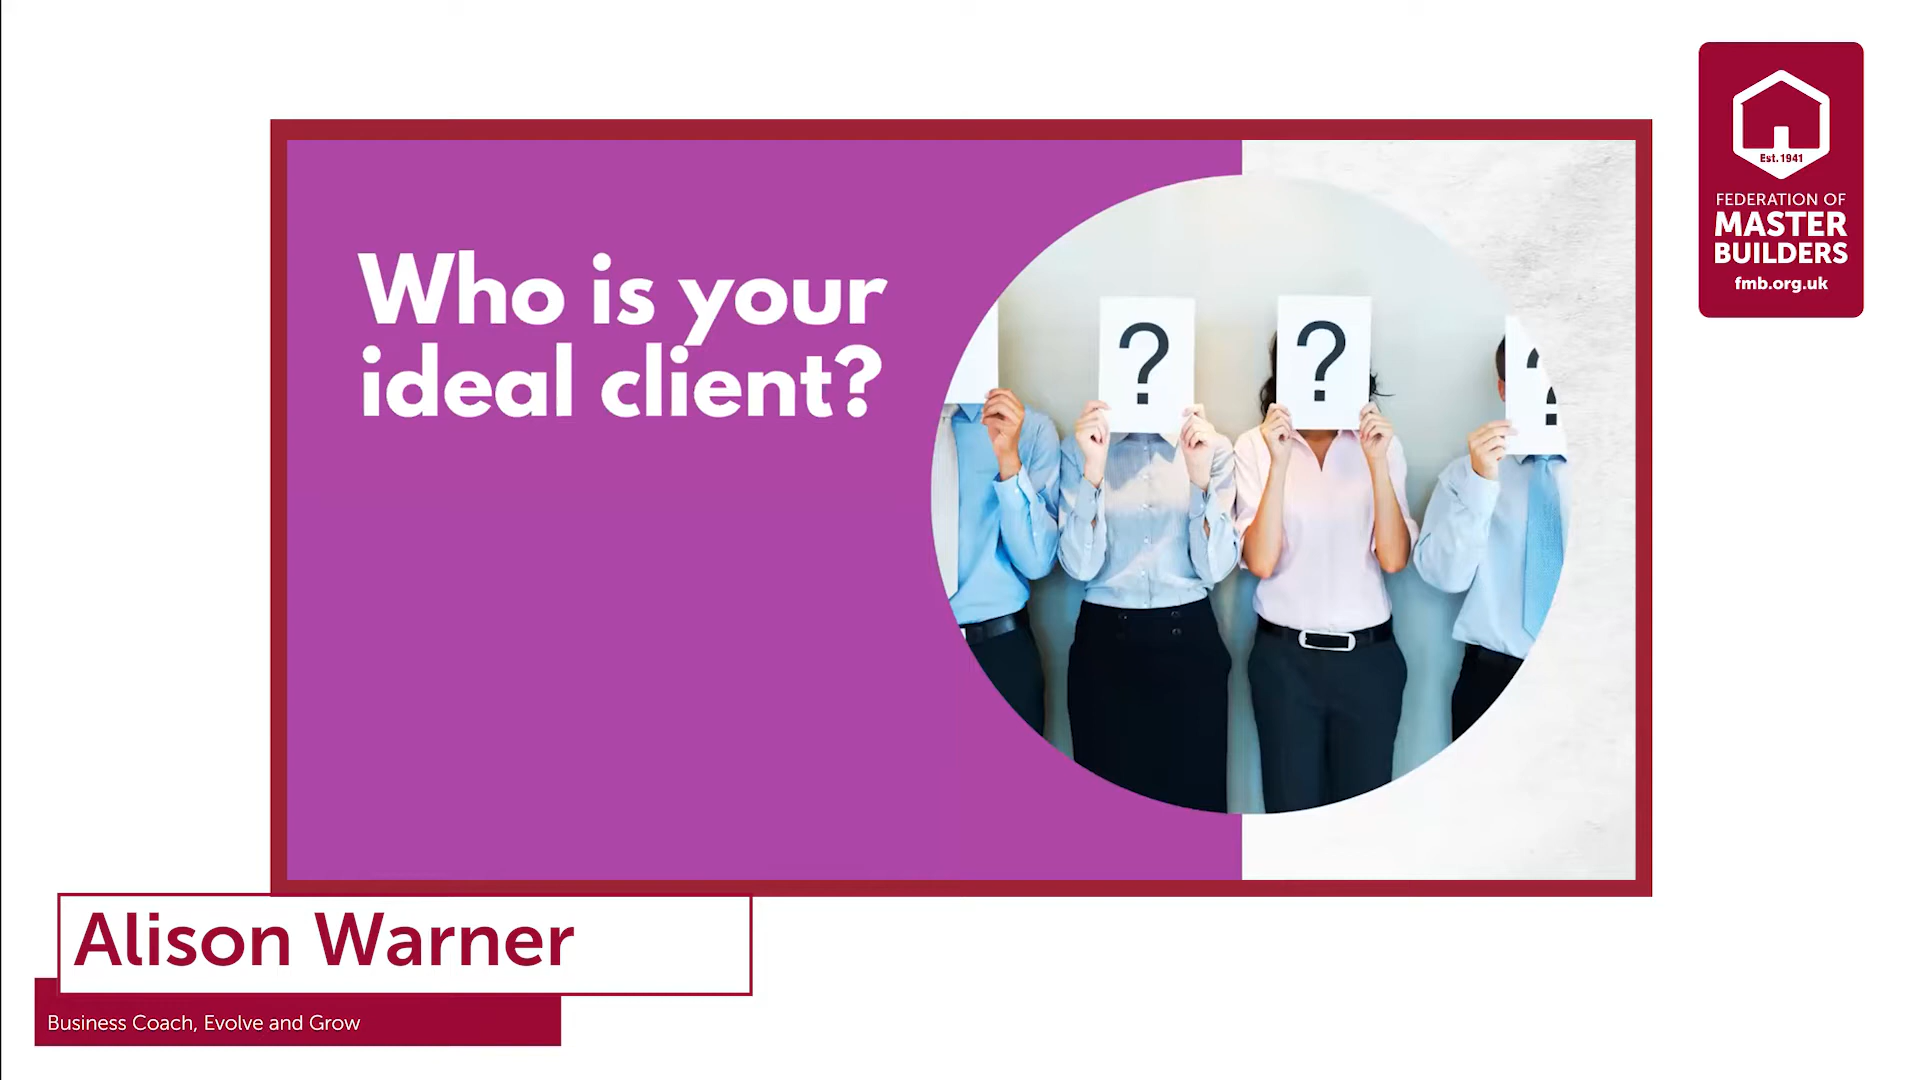 Who is your
ideal client?
?
?
?
Est. 1941
FEDERATION OF
MASTER
BUILDERS
fmb.org.uk
Alison Warner
Business Coach, Evolve and Grow